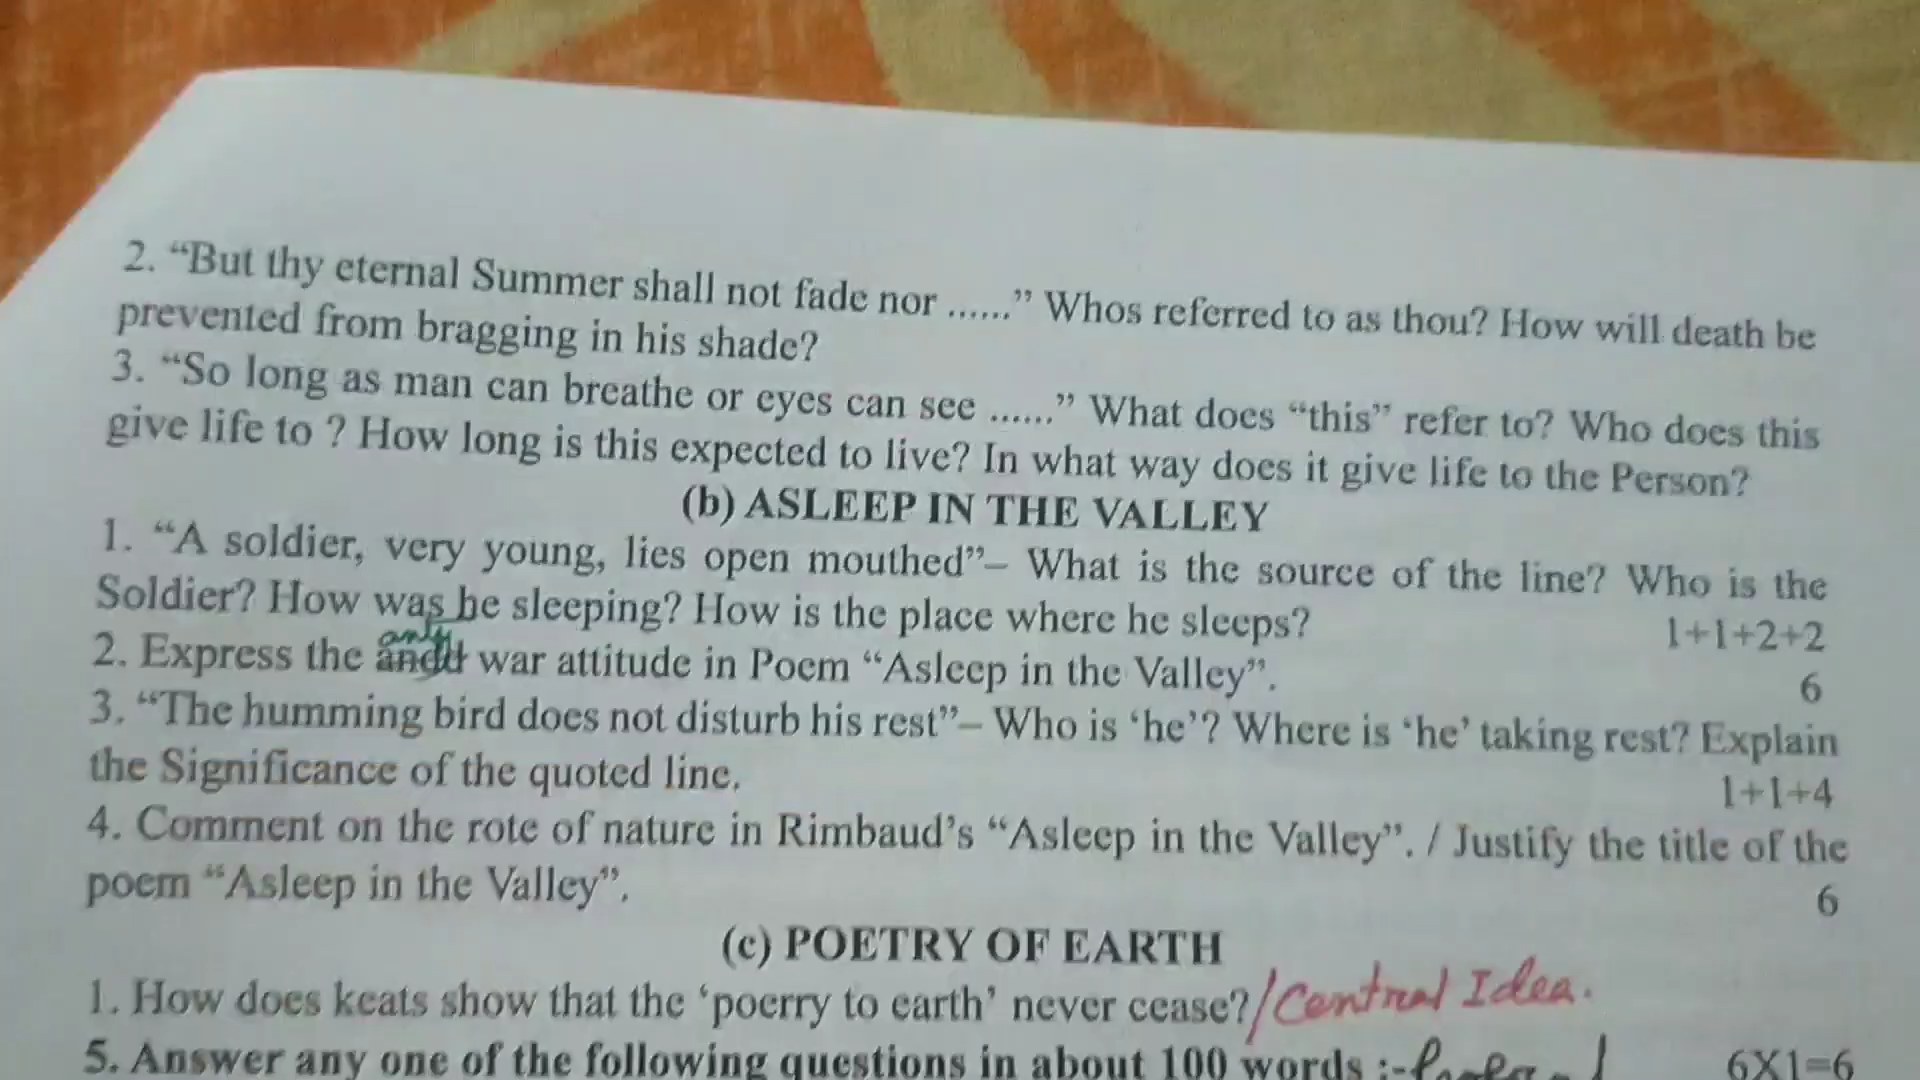 2. “But thy eternal Summer shall not fade nor ......” Whos referred to as thou? How will death be
prevented from bragging in his shade?
3. “So long as man can breathe or eyes can see ......” What does “this” refer to? Who does this
give life to ? How long is this expected to live? In what way does it give life to the Person?
(b) ASLEEP IN THE VALLEY
1. “A soldier, very young, lies open mouthed”– What is the source of the line? Who is the
Soldier? How was he sleeping? How is the place where he sleeps?
1+1+2+2
2. Express the anti war attitude in Poem “Asleep in the Valley”.
6
3. “The humming bird does not disturb his rest”– Who is ‘he’? Where is ‘he’ taking rest? Explain
the Significance of the quoted line.
1+1+4
4. Comment on the rote of nature in Rimbaud’s “Asleep in the Valley”. / Justify the title of the
poem “Asleep in the Valley”.
6
(c) POETRY OF EARTH
1. How does keats show that the ‘poerry to earth’ never cease?/Central Idea.
5. Answer any one of the following questions in about 100 words :-
6X1=6